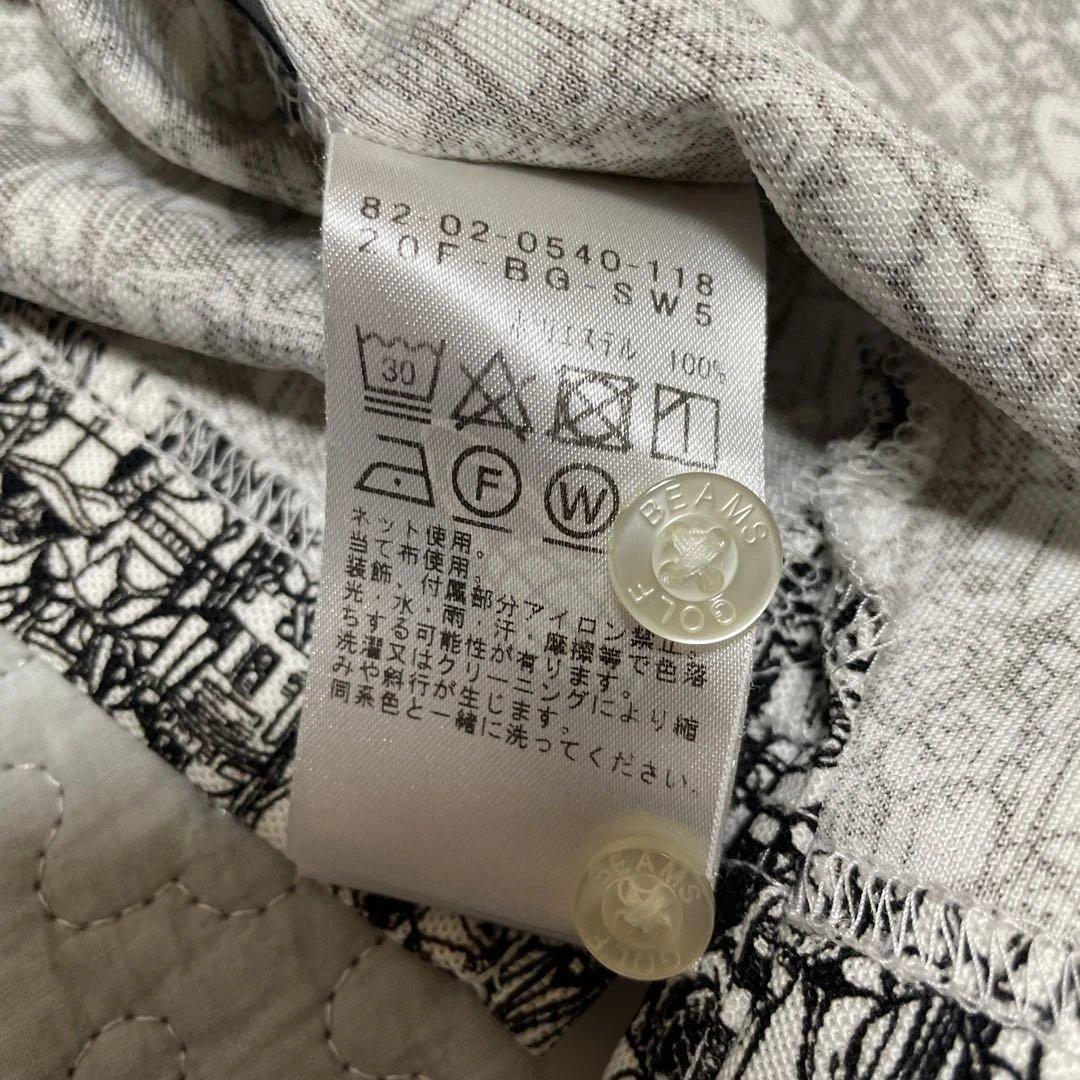 82-02-0540-118
20F-BG-SW5
ポリエステル 100%
30
F
W
ネット使用。
当て布使用。
装飾、付属部分アイロン禁止。
光・水・雨・汗・摩擦等で色落
ちする可能性が有ります。
洗濯又はクリーニングにより縮
みや斜行が生じます。
同系色と一緒に洗ってください。
BEAMS
GOLF
BEAMS
GOLF